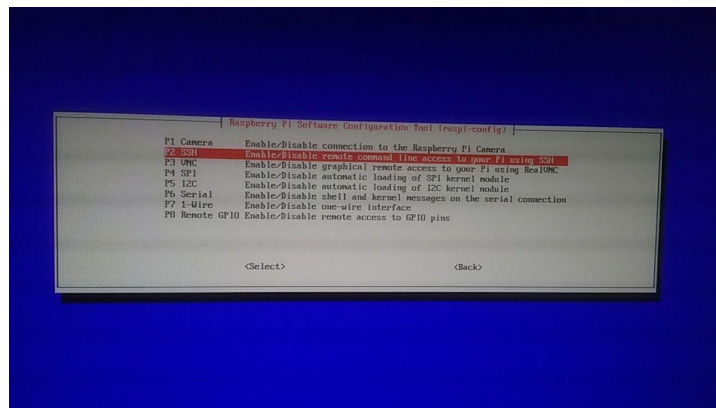 Raspberry Pi Software Configuration Tool (raspi-config)
P1 Camera Enable/Disable connection to the Raspberry Pi Camera
P2 SSH Enable/Disable remote command line access to your Pi using SSH
P3 VNC Enable/Disable graphical remote access to your Pi using RealVNC
P4 SPI Enable/Disable automatic loading of SPI kernel module
P5 I2C Enable/Disable automatic loading of I2C kernel module
P6 Serial Enable/Disable shell and kernel messages on the serial connection
P7 1-Wire Enable/Disable one-wire interface
P8 Remote GPIO Enable/Disable remote access to GPIO pins
<Select> <Back>